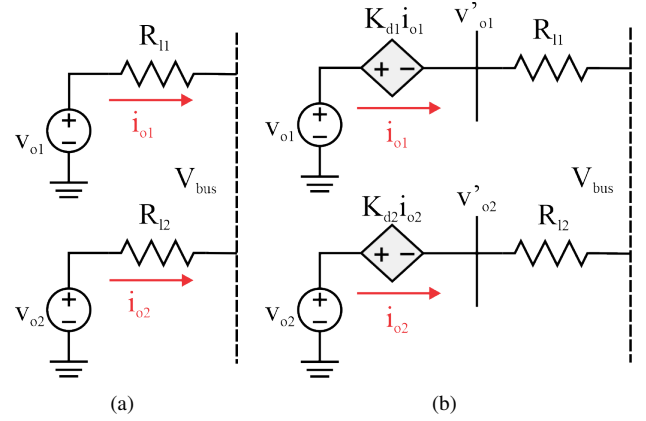 R_l1
+
−
v_o1
i_o1
V_bus
R_l2
+
−
v_o2
i_o2
(a)
K_d1 i_o1
v'_o1
R_l1
+ −
+
−
v_o1
i_o1
V_bus
K_d2 i_o2
v'_o2
R_l2
+ −
+
−
v_o2
i_o2
(b)